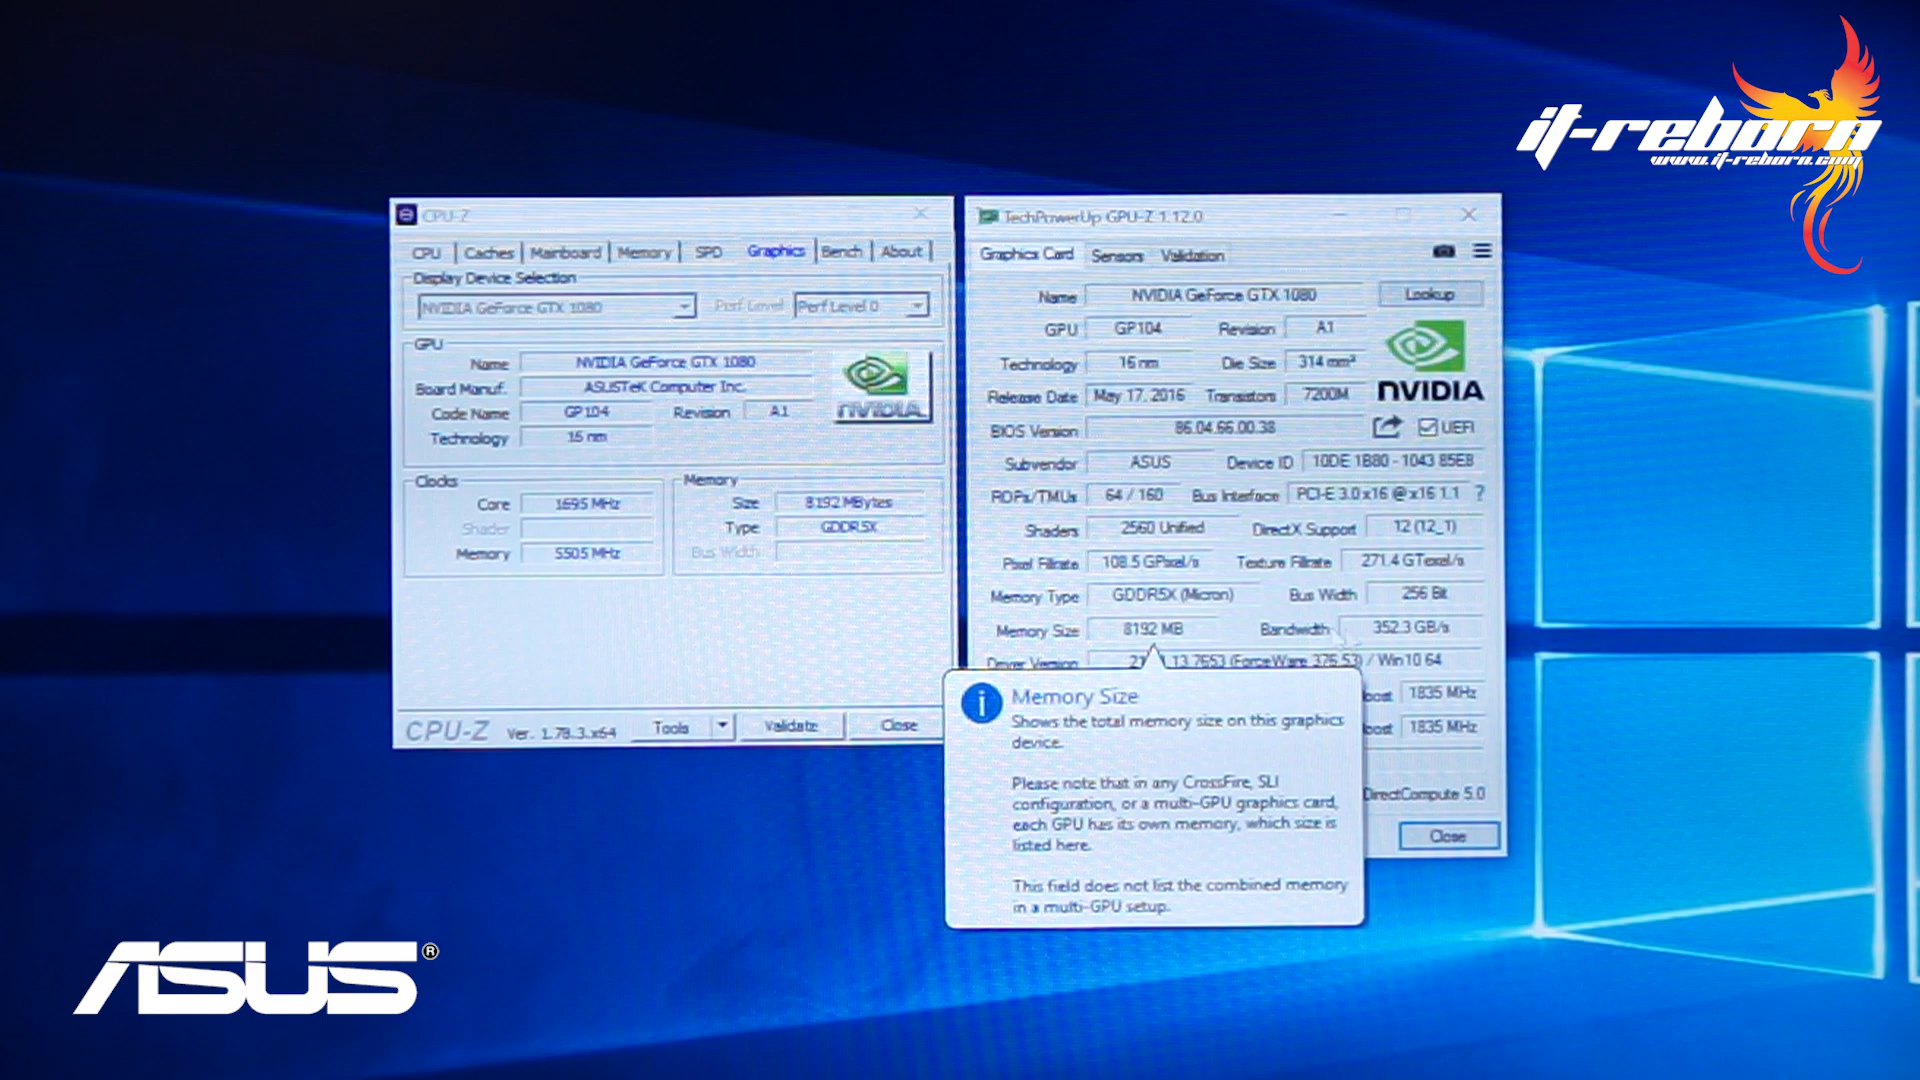 it-reborn
www.it-reborn.com
CPU-Z
CPU Caches Mainboard Memory SPD Graphics Bench About
Display Device Selection
NVIDIA GeForce GTX 1080 Perf Level Perf Level 0
GPU
Name NVIDIA GeForce GTX 1080
Board Manuf. ASUSTeK Computer Inc.
Code Name GP104 Revision A1
Technology 16 nm
NVIDIA
Clocks
Core 1695 MHz
Shader
Memory 5505 MHz
Memory
Size 8192 MBytes
Type GDDR5X
Bus Width
CPU-Z Ver. 1.78.3.x64 Tools Validate Close
TechPowerUp GPU-Z 1.12.0
Graphics Card Sensors Validation
Name NVIDIA GeForce GTX 1080 Lookup
GPU GP104 Revision A1
Technology 16 nm Die Size 314 mm²
Release Date May 17, 2016 Transistors 7200M
NVIDIA
BIOS Version 86.04.66.00.38 UEFI
Subvendor ASUS Device ID 10DE 1B80 - 1043 85E8
ROPs/TMUs 64 / 160 Bus Interface PCI-E 3.0 x16 @ x16 1.1 ?
Shaders 2560 Unified DirectX Support 12 (12_1)
Pixel Fillrate 108.5 GPixel/s Texture Fillrate 271.4 GTexel/s
Memory Type GDDR5X (Micron) Bus Width 256 Bit
Memory Size 8192 MB Bandwidth 352.3 GB/s
Driver Version 13.7653 (ForceWare 376.53) / Win10 64
oost 1835 MHz
oost 1835 MHz
DirectCompute 5.0
Close
Memory Size
Shows the total memory size on this graphics
device.
Please note that in any CrossFire, SLI
configuration, or a multi-GPU graphics card,
each GPU has its own memory, which size is
listed here.
This field does not list the combined memory
in a multi-GPU setup.
ASUS®